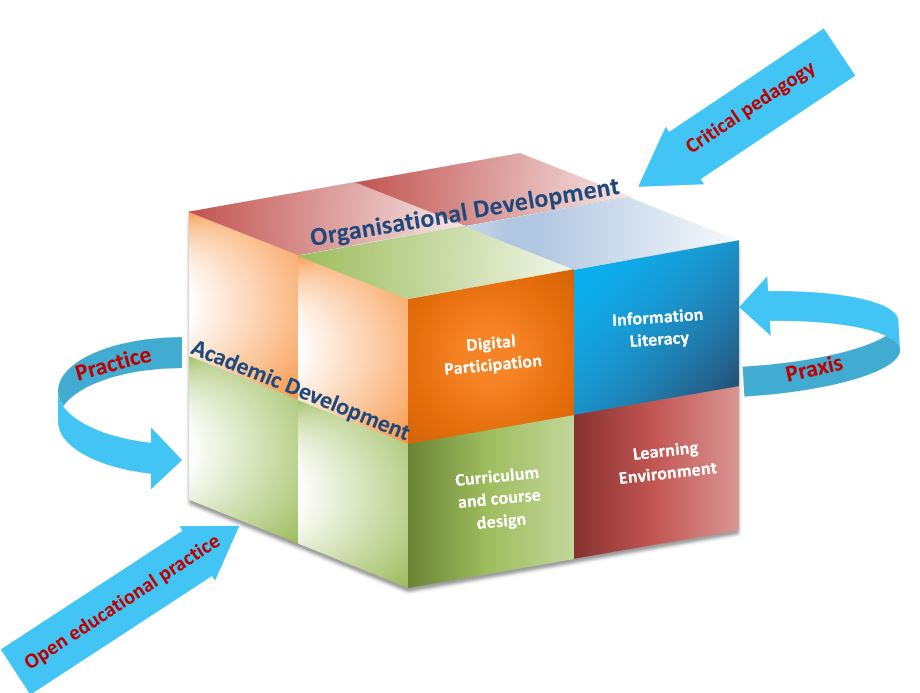 Critical pedagogy
Organisational Development
Information
Literacy
Digital
Participation
Practice
Academic Development
Praxis
Learning
Environment
Curriculum
and course
design
Open educational practice